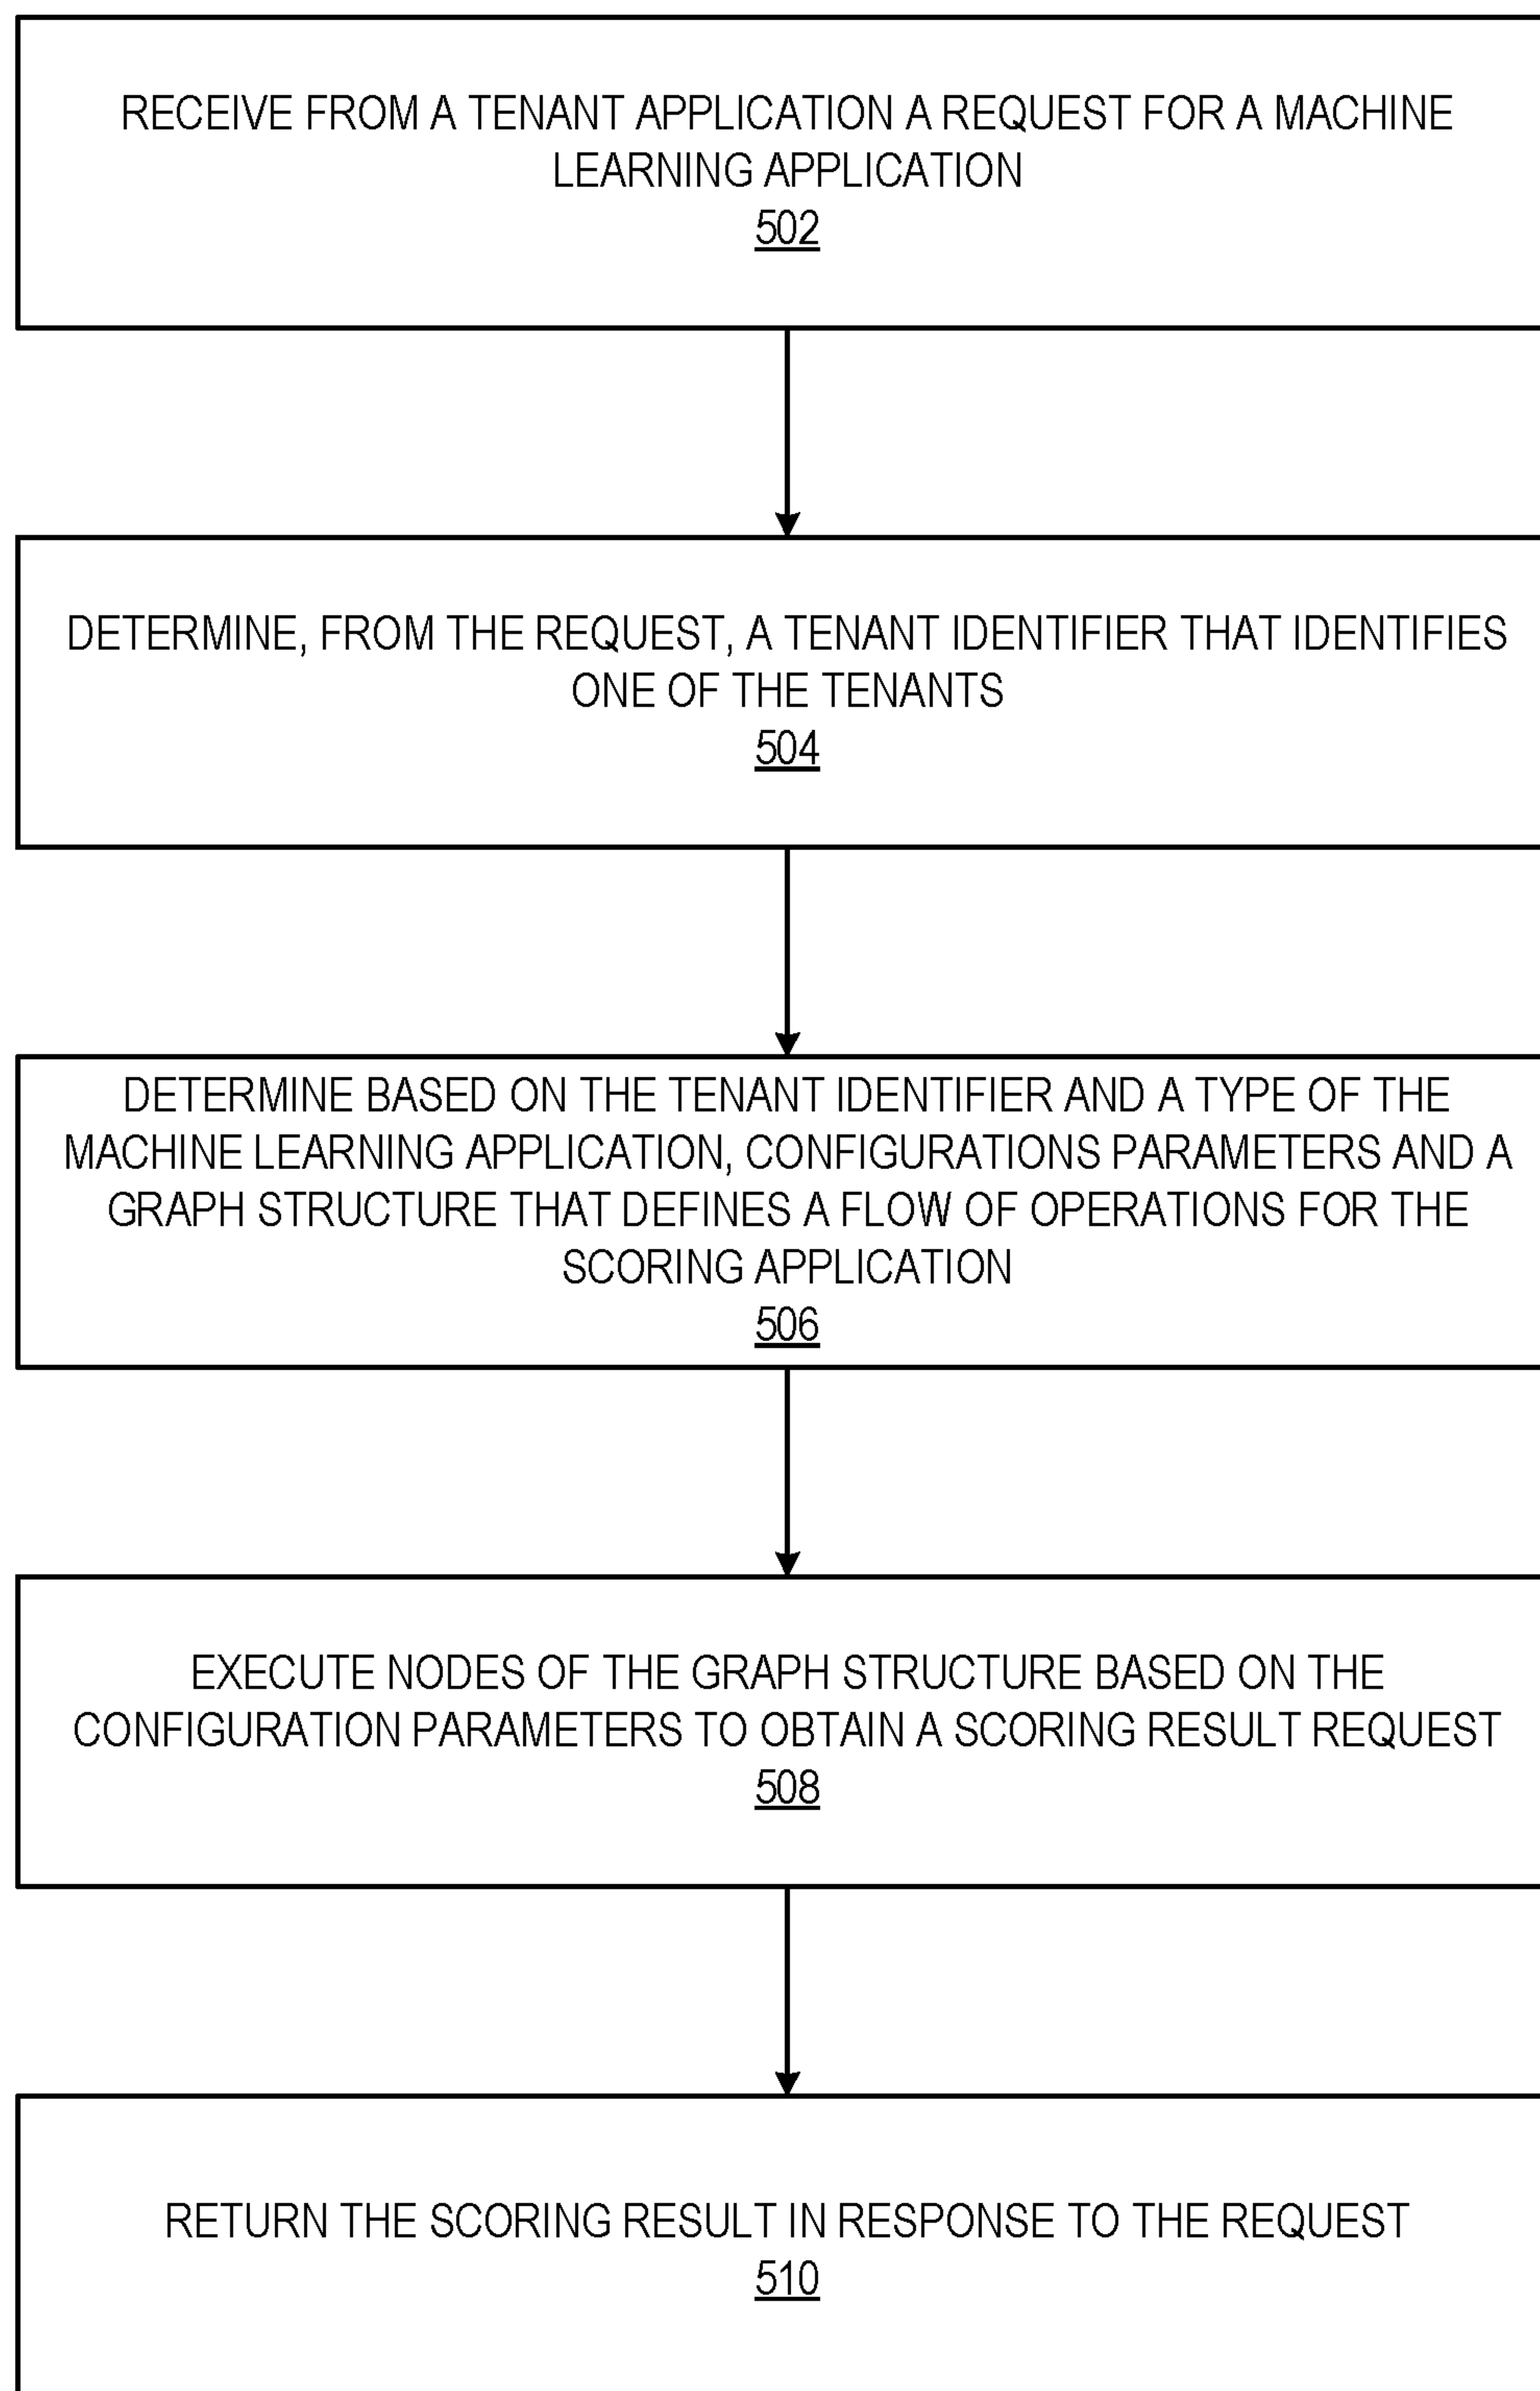 RECEIVE FROM A TENANT APPLICATION A REQUEST FOR A MACHINE
LEARNING APPLICATION
502
DETERMINE, FROM THE REQUEST, A TENANT IDENTIFIER THAT IDENTIFIES
ONE OF THE TENANTS
504
DETERMINE BASED ON THE TENANT IDENTIFIER AND A TYPE OF THE
MACHINE LEARNING APPLICATION, CONFIGURATIONS PARAMETERS AND A
GRAPH STRUCTURE THAT DEFINES A FLOW OF OPERATIONS FOR THE
SCORING APPLICATION
506
EXECUTE NODES OF THE GRAPH STRUCTURE BASED ON THE
CONFIGURATION PARAMETERS TO OBTAIN A SCORING RESULT REQUEST
508
RETURN THE SCORING RESULT IN RESPONSE TO THE REQUEST
510